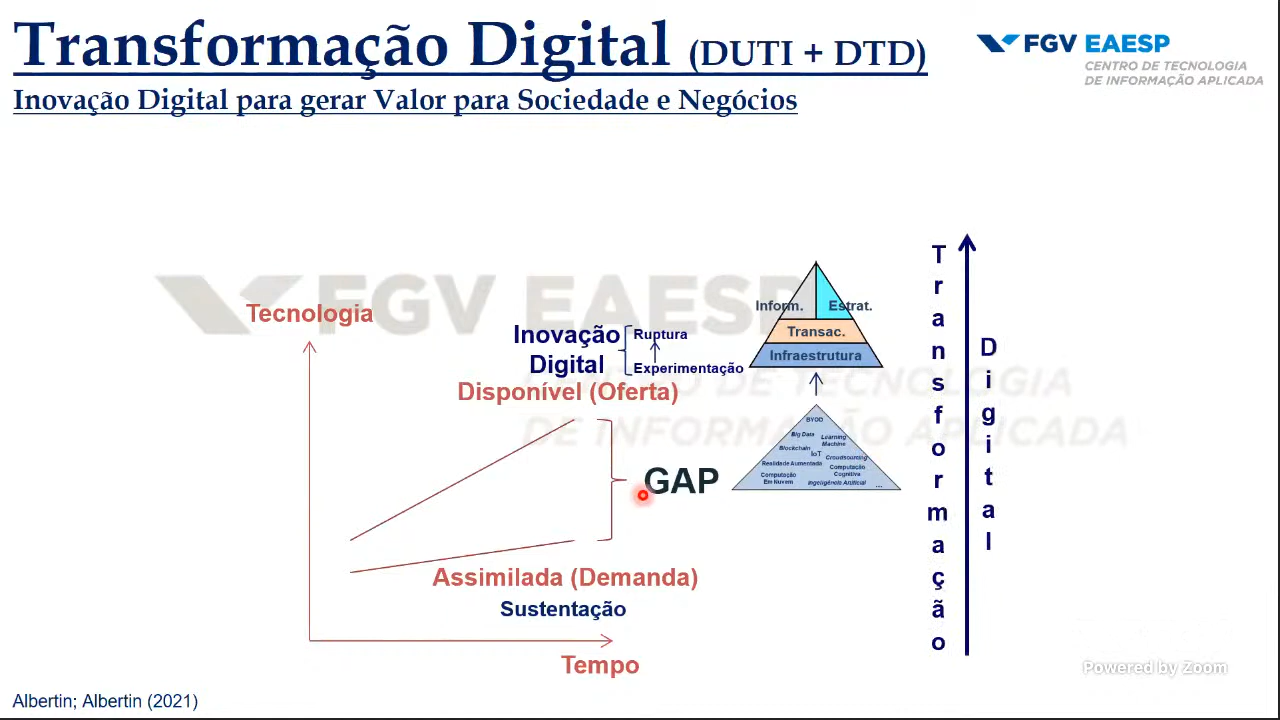 Transformação Digital (DUTI + DTD)
Inovação Digital para gerar Valor para Sociedade e Negócios
FGV EAESP
CENTRO DE TECNOLOGIA
DE INFORMAÇÃO APLICADA
FGV EAESP
CENTRO DE TECNOLOGIA
DE INFORMAÇÃO APLICADA
Tecnologia
Inovação
Digital
Ruptura
Experimentação
Disponível (Oferta)
GAP
Assimilada (Demanda)
Sustentação
Tempo
Inform. Estrat.
Transac.
Infraestrutura
BYOD
Big Data
Learning
Machine
Blockchain
IoT
Crowdsourcing
Realidade Aumentada
Computação
Cognitiva
Computação
Em Nuvem
Inteligência Artificial
...
Transformação
Digital
Powered by Zoom
Albertin; Albertin (2021)